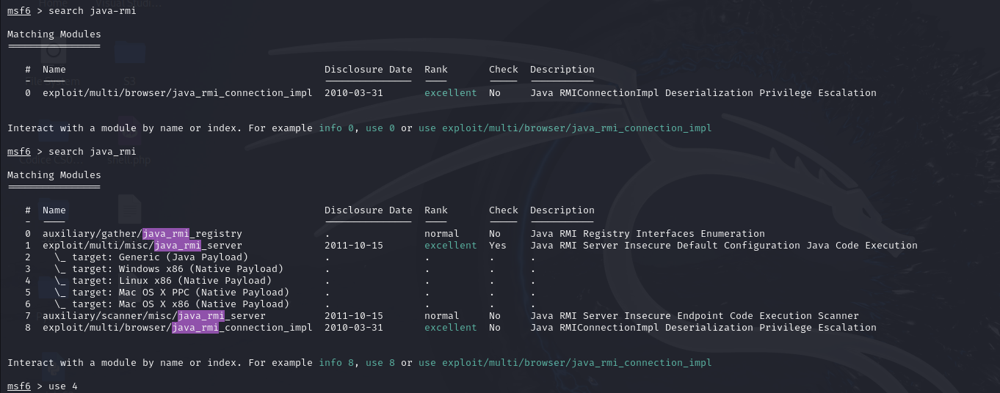 msf6 > search java-rmi
Matching Modules
================
# Name Disclosure Date Rank Check Description
- ---- --------------- ---- ----- -----------
0 exploit/multi/browser/java_rmi_connection_impl 2010-03-31 excellent No Java RMIConnectionImpl Deserialization Privilege Escalation
Interact with a module by name or index. For example info 0, use 0 or use exploit/multi/browser/java_rmi_connection_impl
msf6 > search java_rmi
Matching Modules
================
# Name Disclosure Date Rank Check Description
- ---- --------------- ---- ----- -----------
0 auxiliary/gather/java_rmi_registry . normal No Java RMI Registry Interfaces Enumeration
1 exploit/multi/misc/java_rmi_server 2011-10-15 excellent Yes Java RMI Server Insecure Default Configuration Java Code Execution
2 \_ target: Generic (Java Payload) . . . .
3 \_ target: Windows x86 (Native Payload) . . . .
4 \_ target: Linux x86 (Native Payload) . . . .
5 \_ target: Mac OS X PPC (Native Payload) . . . .
6 \_ target: Mac OS X x86 (Native Payload) . . . .
7 auxiliary/scanner/misc/java_rmi_server 2011-10-15 normal No Java RMI Server Insecure Endpoint Code Execution Scanner
8 exploit/multi/browser/java_rmi_connection_impl 2010-03-31 excellent No Java RMIConnectionImpl Deserialization Privilege Escalation
Interact with a module by name or index. For example info 8, use 8 or use exploit/multi/browser/java_rmi_connection_impl
msf6 > use 4
Home
Visual Studi...
File System
S3
shell.php